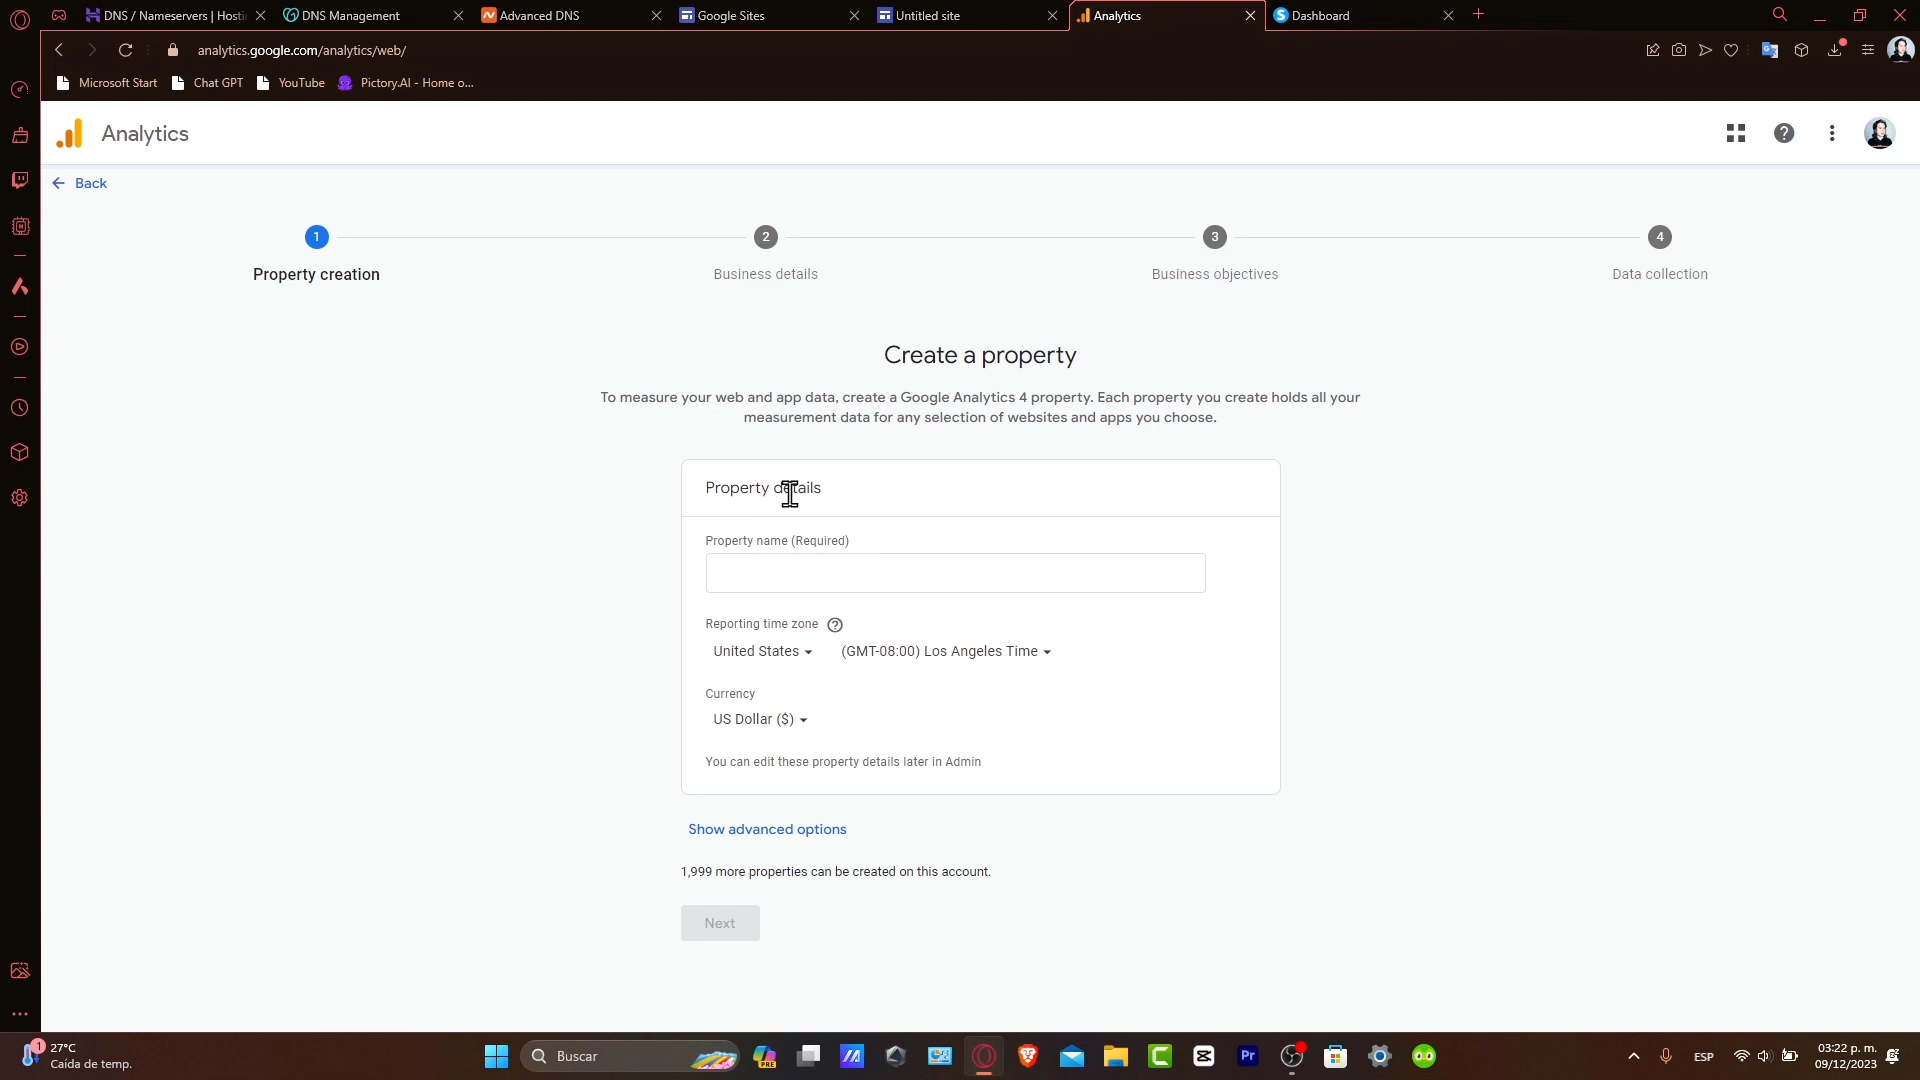 DNS / Nameservers | Hosti
DNS Management
Advanced DNS
Google Sites
Untitled site
Analytics
Dashboard
analytics.google.com/analytics/web/
Microsoft Start
Chat GPT
YouTube
Pictory.AI - Home o...
Analytics
Back
1
2
3
4
Property creation
Business details
Business objectives
Data collection
Create a property
To measure your web and app data, create a Google Analytics 4 property. Each property you create holds all your
measurement data for any selection of websites and apps you choose.
Property details
Property name (Required)
Reporting time zone
United States
(GMT-08:00) Los Angeles Time
Currency
US Dollar ($)
You can edit these property details later in Admin
Show advanced options
1,999 more properties can be created on this account.
Next
1
27°C
Caída de temp.
Buscar
PRE
Pr
ESP
03:22 p. m.
09/12/2023